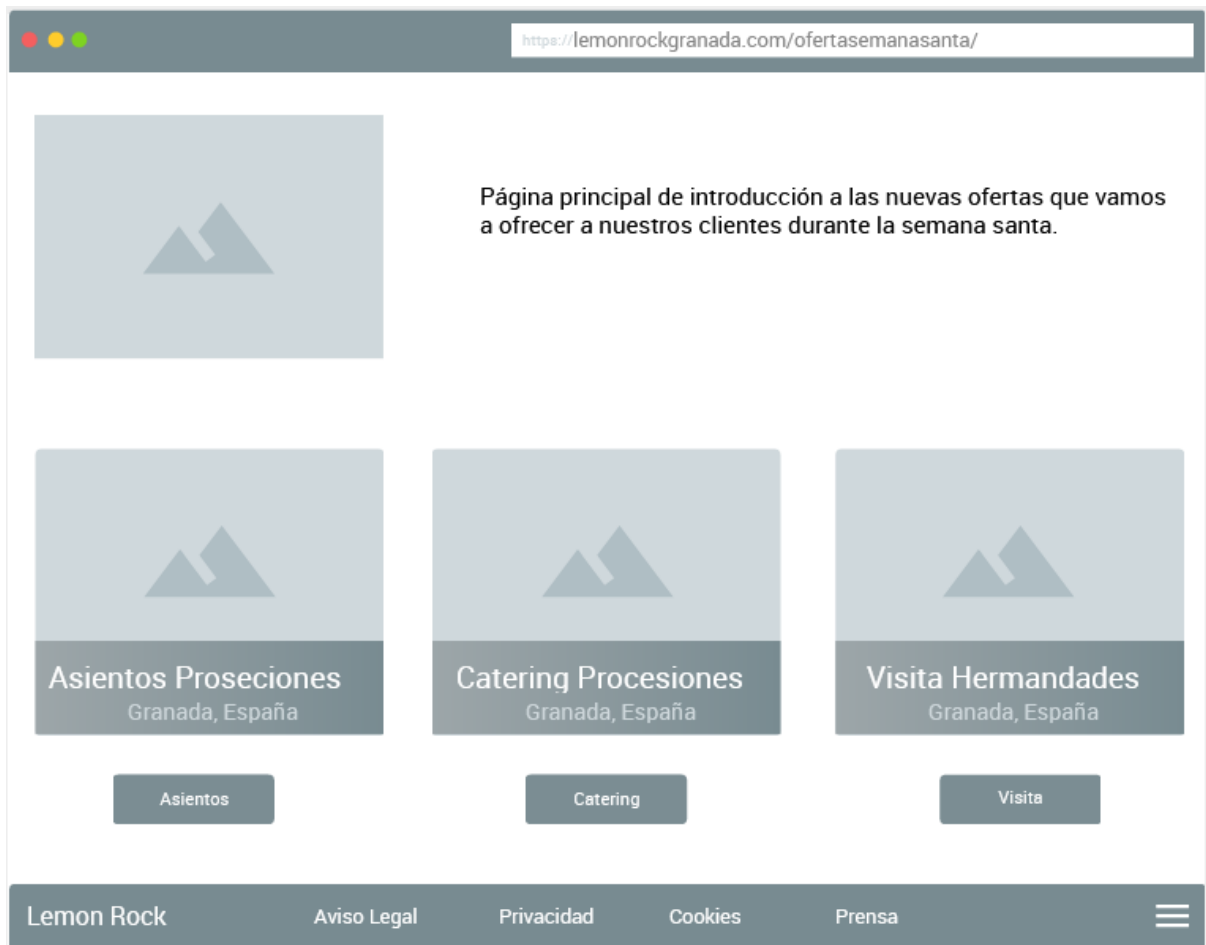 https://lemonrockgranada.com/ofertasemanasanta/
Página principal de introducción a las nuevas ofertas que vamos
a ofrecer a nuestros clientes durante la semana santa.
Asientos Proseciones
Granada, España
Catering Procesiones
Granada, España
Visita Hermandades
Granada, España
Asientos
Catering
Visita
Lemon Rock
Aviso Legal
Privacidad
Cookies
Prensa